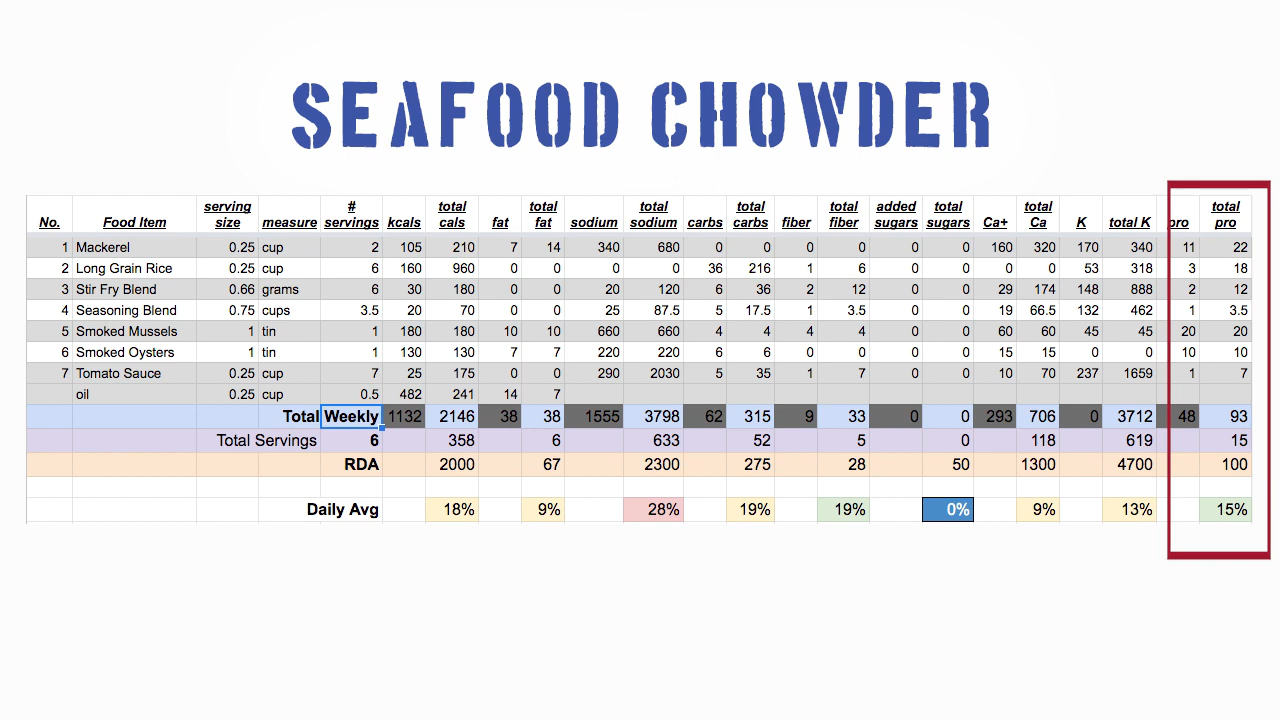 SEAFOOD CHOWDER
No. Food Item serving size measure # servings kcals total cals fat total fat sodium total sodium carbs total carbs fiber total fiber added sugars total sugars Ca+ total Ca K total K pro total pro
1 Mackerel 0.25 cup 2 105 210 7 14 340 680 0 0 0 0 0 0 160 320 170 340 11 22
2 Long Grain Rice 0.25 cup 6 160 960 0 0 0 0 36 216 1 6 0 0 0 0 53 318 3 18
3 Stir Fry Blend 0.66 grams 6 30 180 0 0 20 120 6 36 2 12 0 0 29 174 148 888 2 12
4 Seasoning Blend 0.75 cups 3.5 20 70 0 0 25 87.5 5 17.5 1 3.5 0 0 19 66.5 132 462 1 3.5
5 Smoked Mussels 1 tin 1 180 180 10 10 660 660 4 4 4 4 0 0 60 60 45 45 20 20
6 Smoked Oysters 1 tin 1 130 130 7 7 220 220 6 6 0 0 0 0 15 15 0 0 10 10
7 Tomato Sauce 0.25 cup 7 25 175 0 0 290 2030 5 35 1 7 0 0 10 70 237 1659 1 7
oil 0.25 cup 0.5 482 241 14 7
Total Weekly 1132 2146 38 38 1555 3798 62 315 9 33 0 0 293 706 0 3712 48 93
Total Servings 6 358 6 633 52 5 0 118 619 15
RDA 2000 67 2300 275 28 50 1300 4700 100
Daily Avg 18% 9% 28% 19% 19% 0% 9% 13% 15%